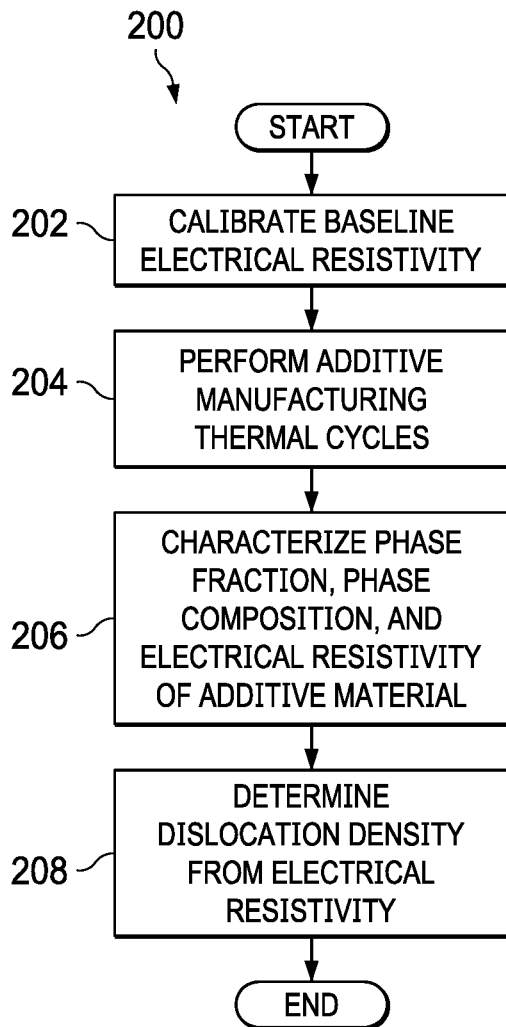 200
START
202
CALIBRATE BASELINE
ELECTRICAL RESISTIVITY
204
PERFORM ADDITIVE
MANUFACTURING
THERMAL CYCLES
206
CHARACTERIZE PHASE
FRACTION, PHASE
COMPOSITION, AND
ELECTRICAL RESISTIVITY
OF ADDITIVE MATERIAL
208
DETERMINE
DISLOCATION DENSITY
FROM ELECTRICAL
RESISTIVITY
END